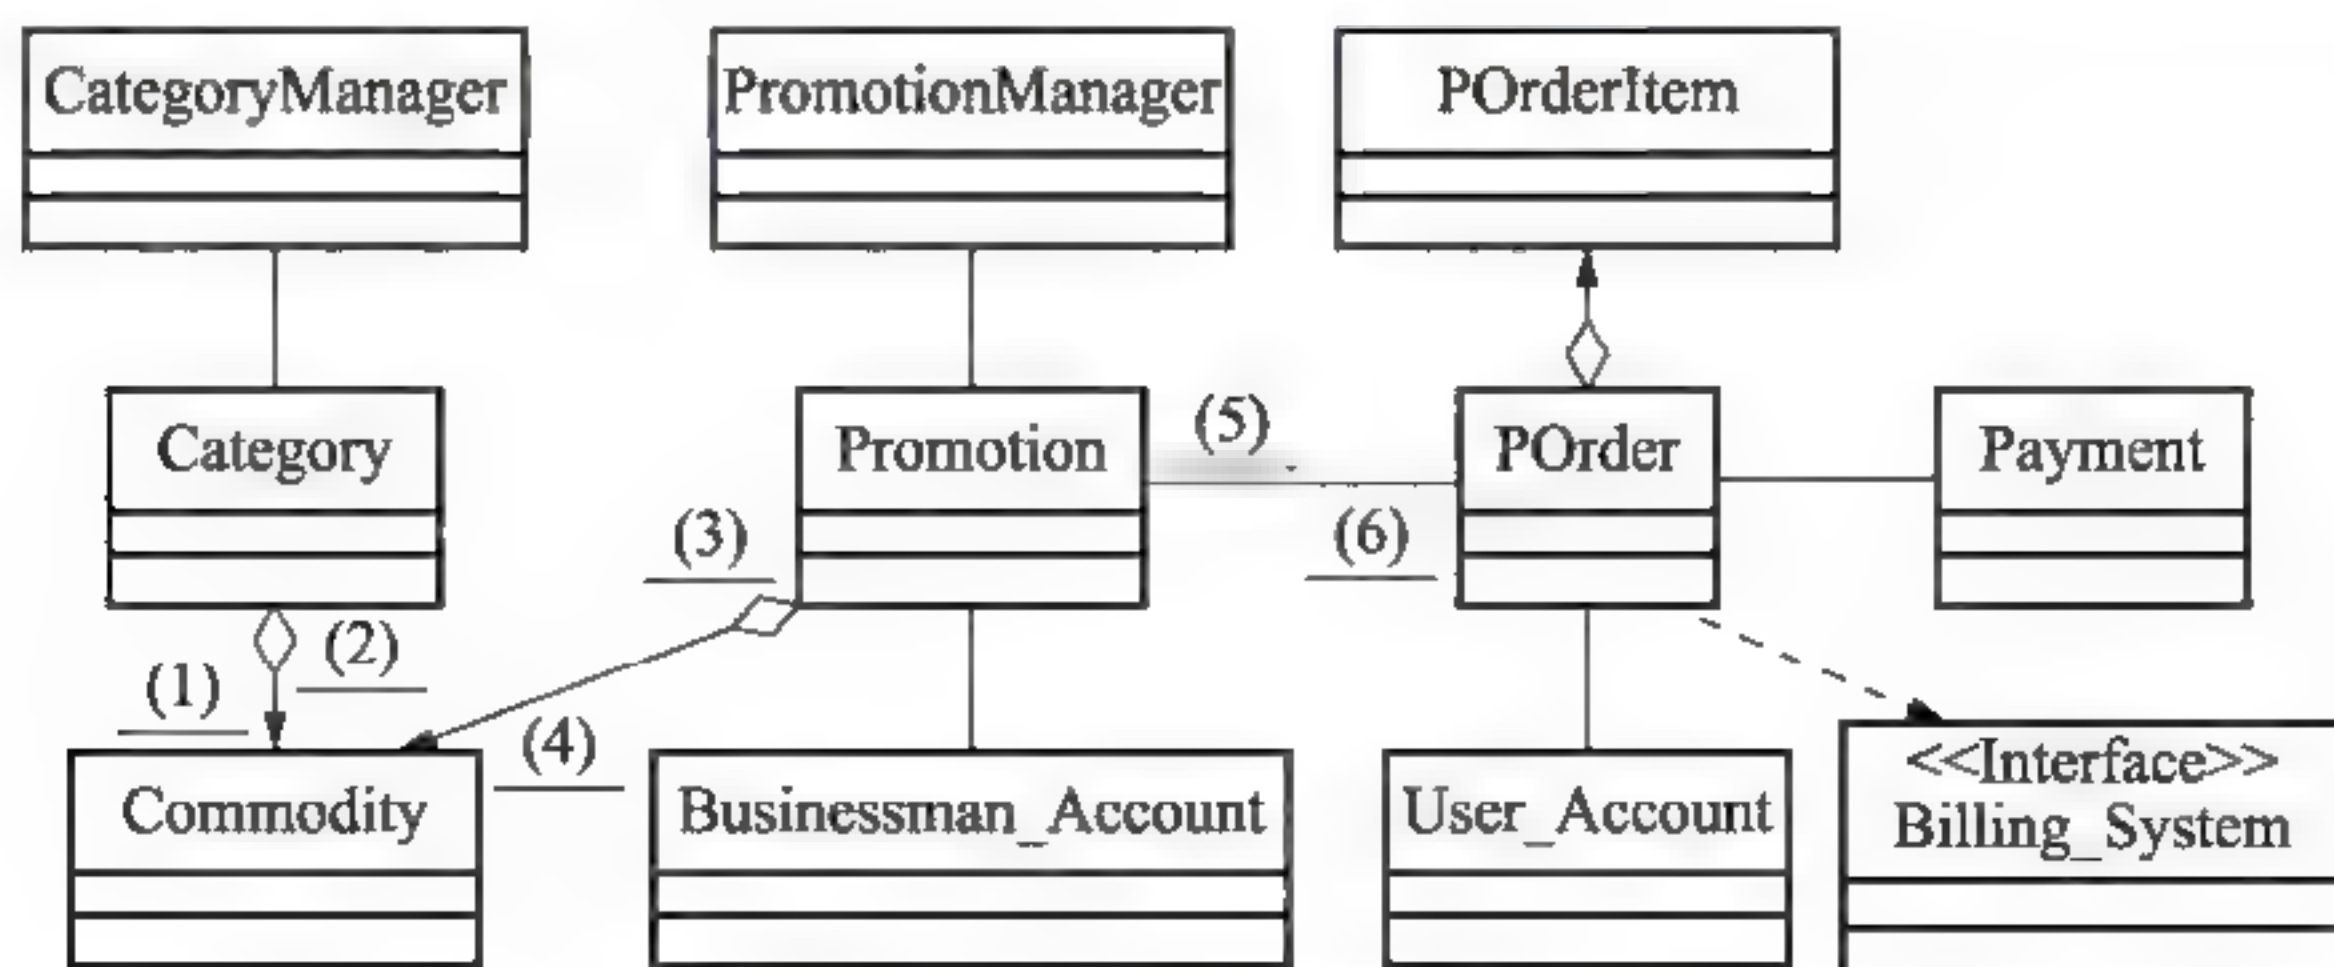 CategoryManager
PromotionManager
POrderItem
Category
Promotion
(5)
POrder
Payment
(3)
(6)
(2)
(1)
(4)
Commodity
Businessman_Account
User_Account
<<Interface>>
Billing_System